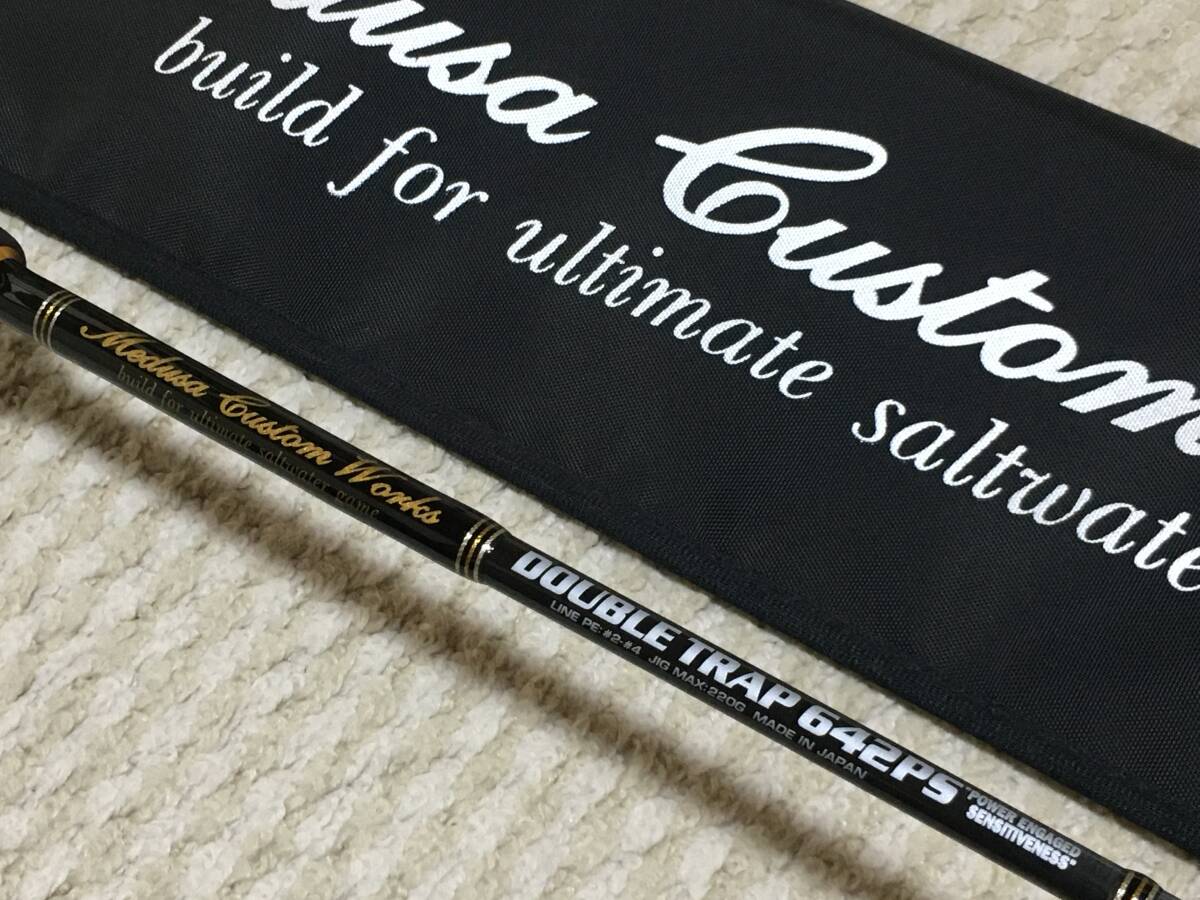 dusa Custom
build for ultimate saltwate
Medusa Custom Works
build for ultimate saltwater game
DOUBLE TRAP 642PS
LINE PE:#2-#4 JIG MAX:220G MADE IN JAPAN
"POWER ENGAGED
SENSITIVENESS"